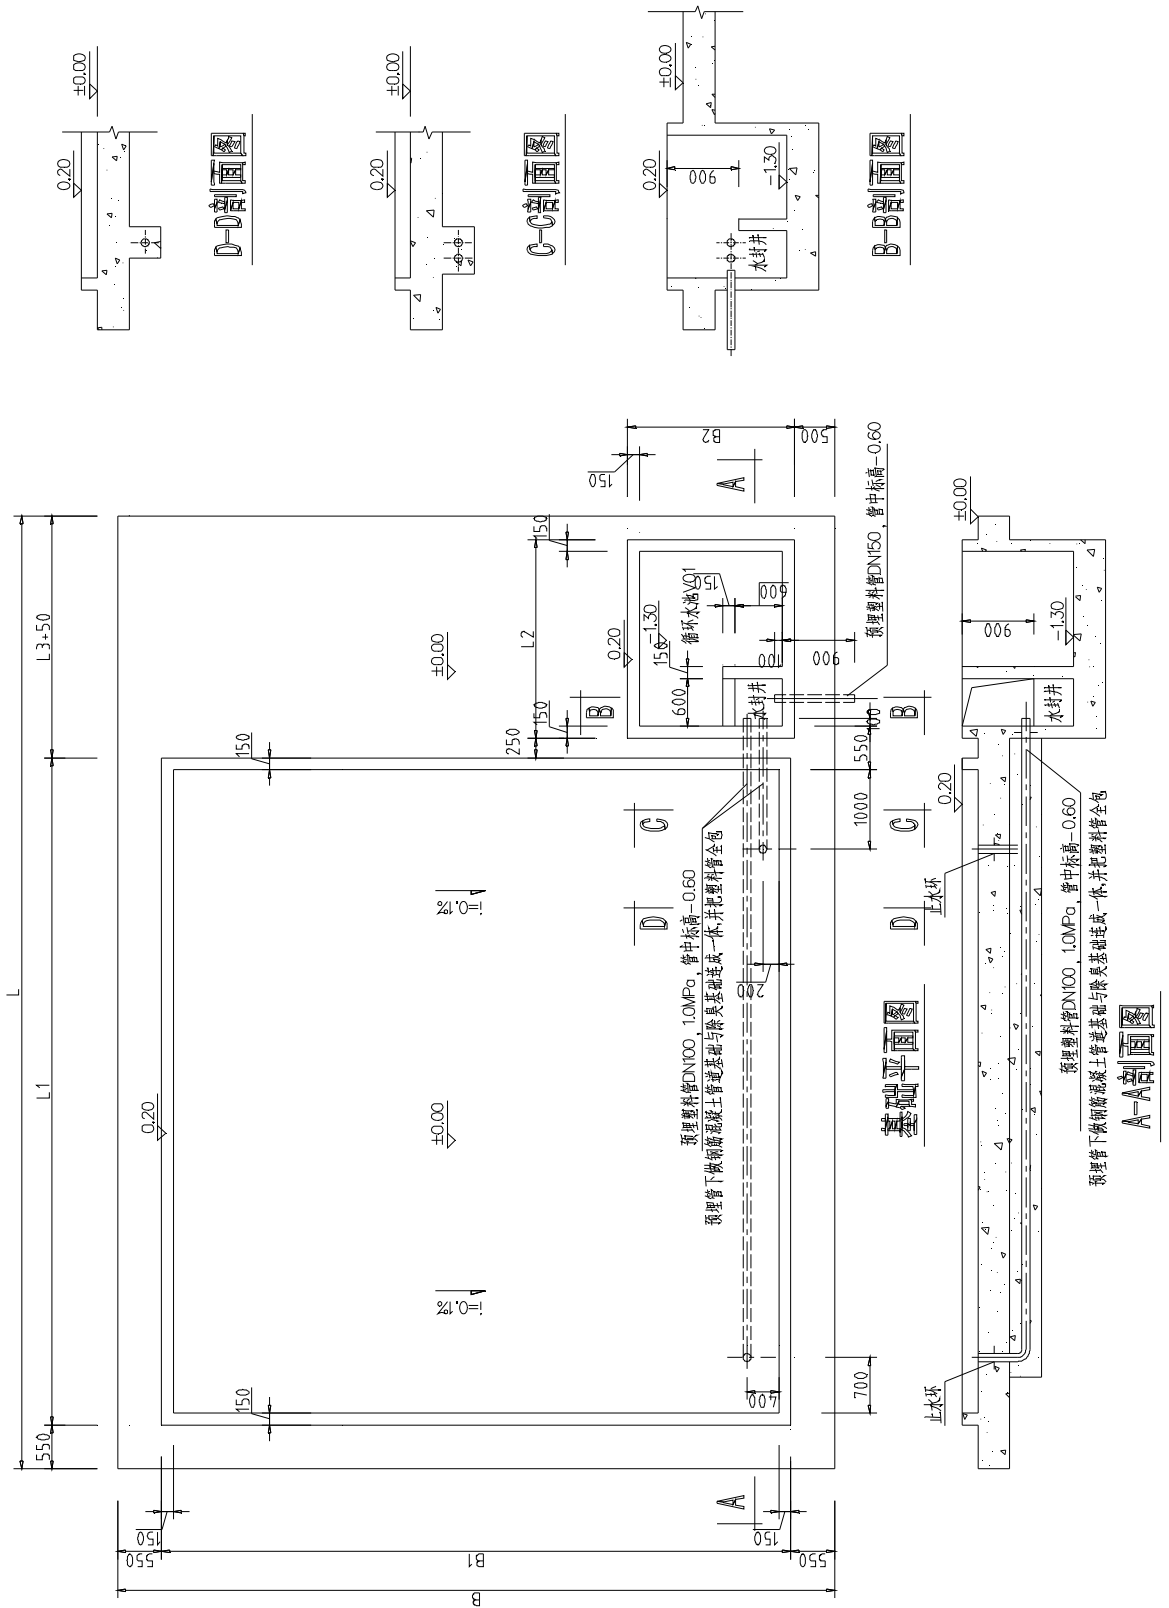 L
550
L1
L3+50
B
550
B1
550
150
150
150
150
0.20
±0.00
±0.00
i=0.1%
i=0.1%
250
L2
150
150
0.20
-1.30
循环水池V01
150
600
150
600
水封井
100
900
100
550
1000
700
400
200
B2
500
150
A
A
B
B
C
C
D
D
预埋塑料管DN150，管中标高-0.60
预埋塑料管DN100，1.0MPa，管中标高-0.60
预埋管下做钢筋混凝土管道基础与除臭基础连成一体,并把塑料管全包
基础平面图
止水环
止水环
0.20
±0.00
900
-1.30
水封井
预埋塑料管DN100，1.0MPa，管中标高-0.60
预埋管下做钢筋混凝土管道基础与除臭基础连成一体,并把塑料管全包
A-A剖面图
0.20
±0.00
D-D剖面图
0.20
±0.00
C-C剖面图
0.20
±0.00
900
-1.30
水封井
B-B剖面图